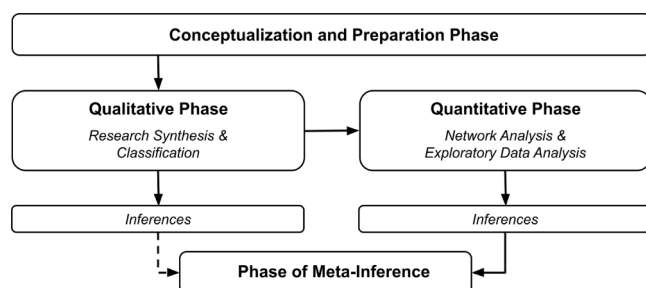 Conceptualization and Preparation Phase
Qualitative Phase
Research Synthesis &
Classification
Quantitative Phase
Network Analysis &
Exploratory Data Analysis
Inferences
Inferences
Phase of Meta-Inference